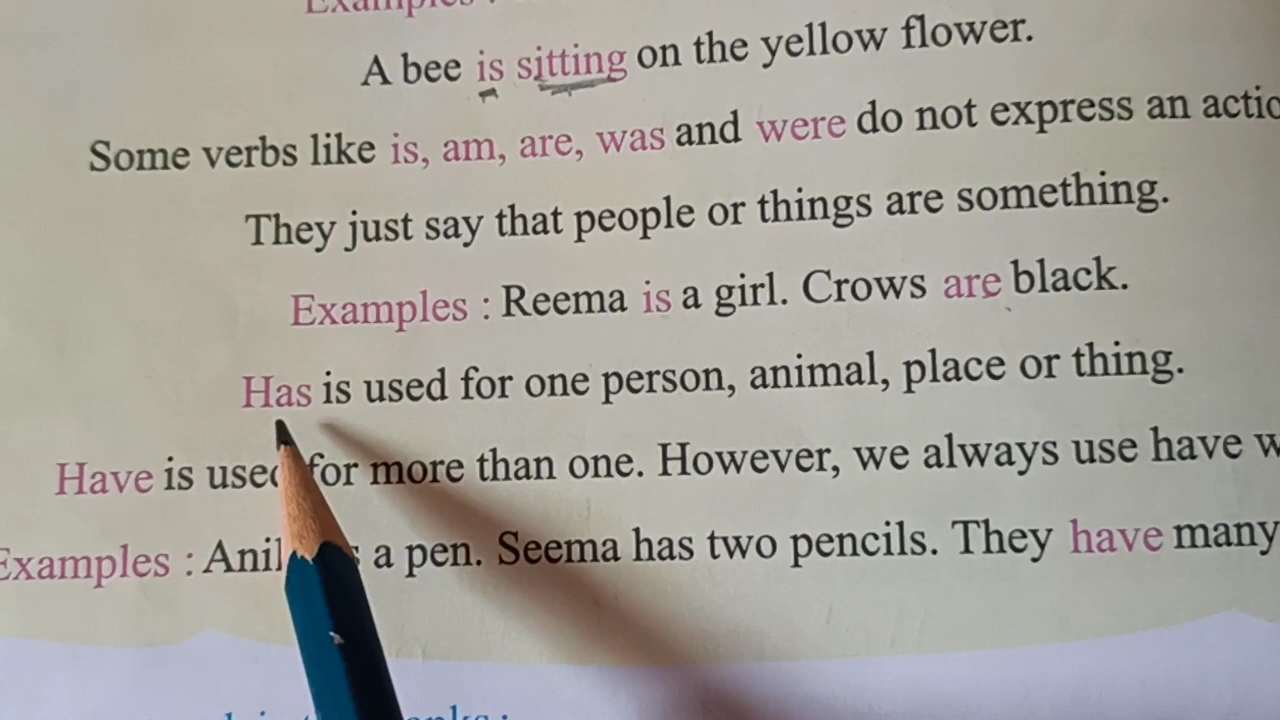 Examples :
A bee is sitting on the yellow flower.
Some verbs like is, am, are, was and were do not express an actio
They just say that people or things are something.
Examples : Reema is a girl. Crows are black.
Has is used for one person, animal, place or thing.
Have is used for more than one. However, we always use have w
Examples : Anil a pen. Seema has two pencils. They have many